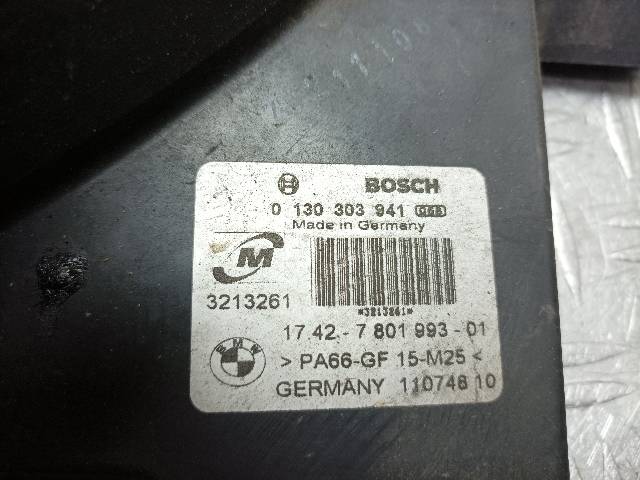 BOSCH
0 130 303 941
Made in Germany
M
3213261
*3213261*
17.42-7 801 993-01
BMW
> PA66-GF 15-M25 <
GERMANY 11074810